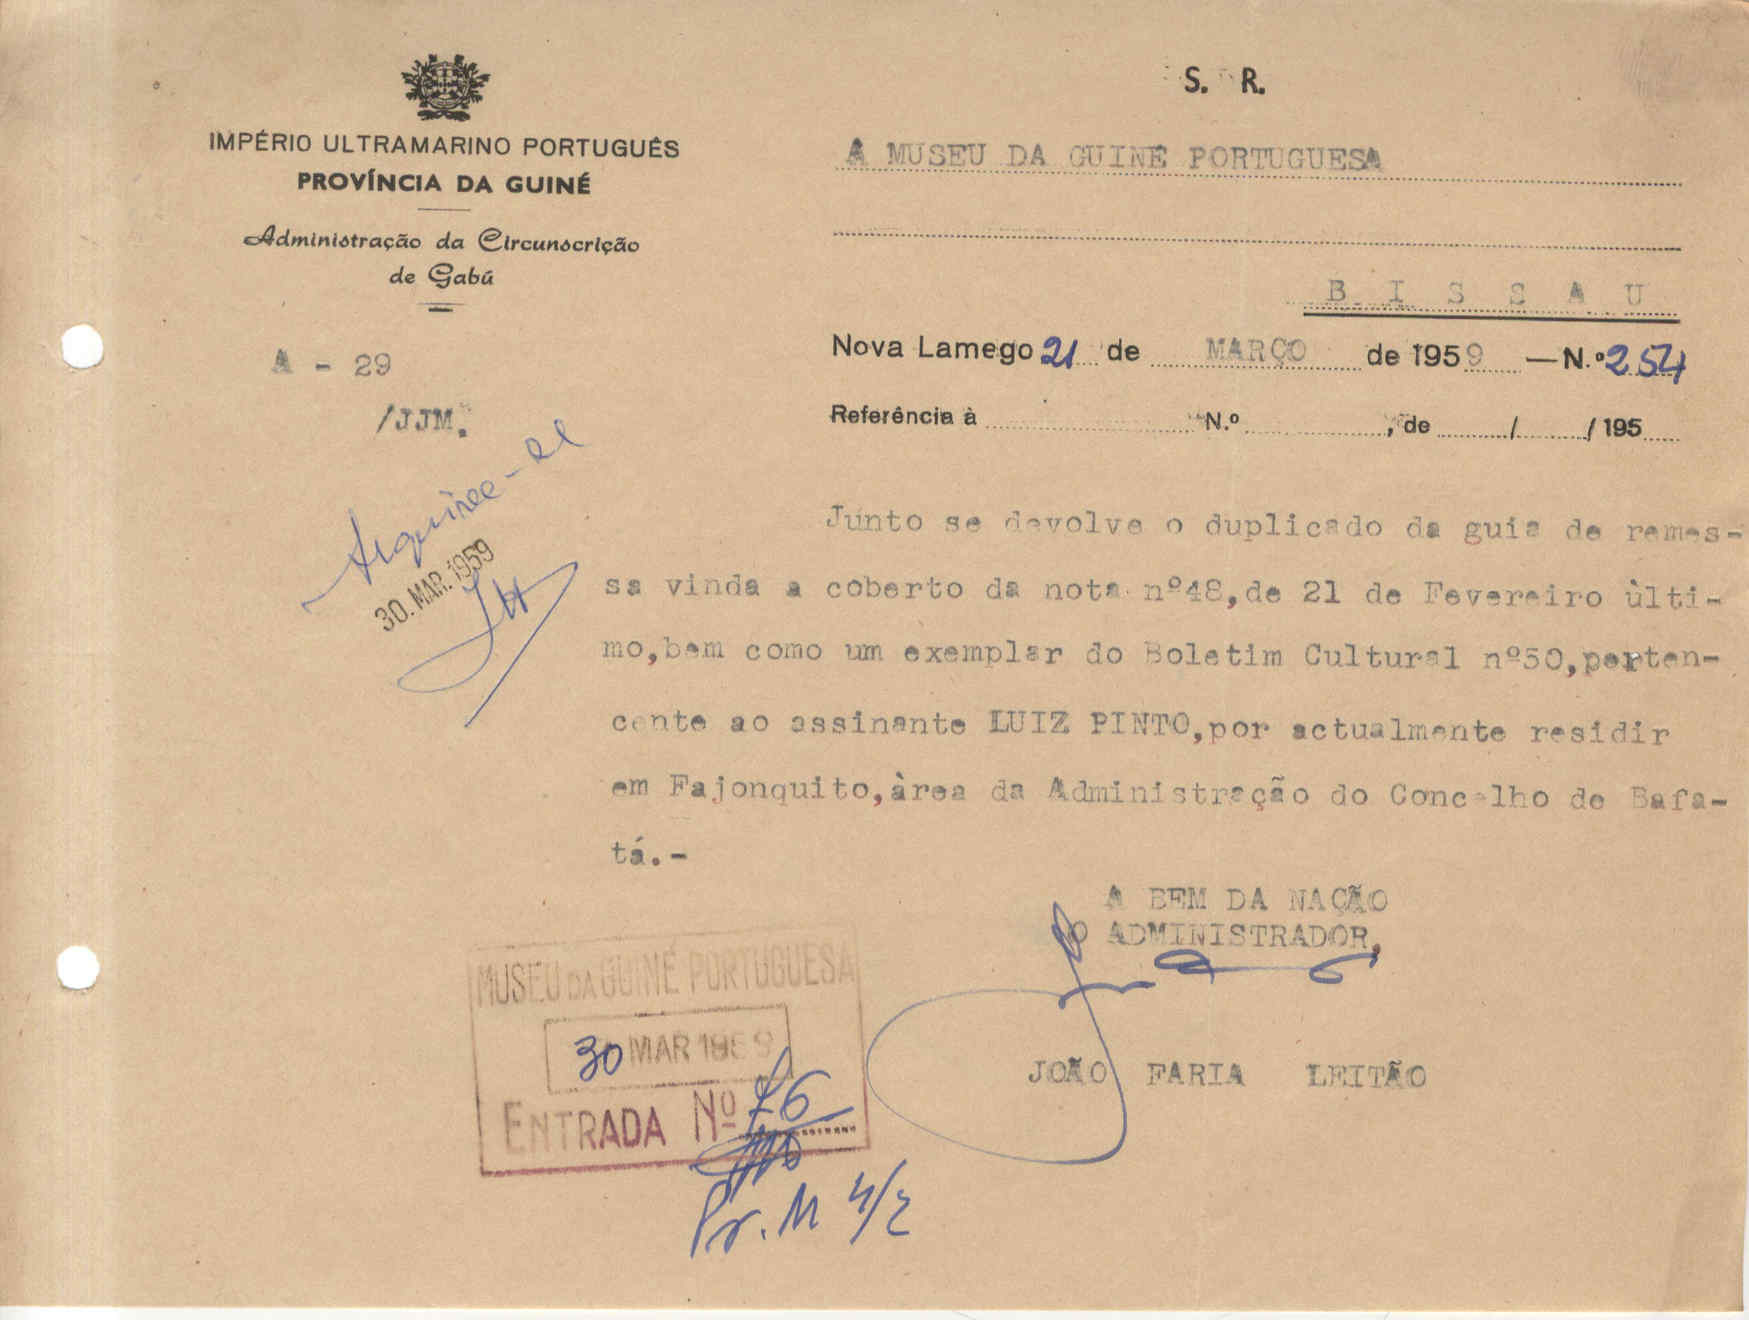 S. R.
IMPÉRIO ULTRAMARINO PORTUGUÊS
PROVÍNCIA DA GUINÉ
Administração da Circunscrição
de Gabú
A - 29
/JJM.
A MUSEU DA GUINÉ PORTUGUESA
B I S S A U
Nova Lamego 21 de MARÇO de 1959 — N.º 254
Referência à N.º , de / / 195
Arquive-se
30. MAR. 1959
Junto se devolve o duplicado da guia de remes-
sa vinda a coberto da nota nº48,de 21 de Fevereiro ùlti-
mo,bem como um exemplar do Boletim Cultural nº50,perten-
cente ao assinante LUIZ PINTO,por actualmente residir
em Fajonquito,àrea da Administração do Concelho de Bafa-
tá.-
A BEM DA NAÇÃO
O ADMINISTRADOR,
JOÃO FARIA LEITÃO
MUSEU DA GUINÉ PORTUGUESA
30 MAR 1959
ENTRADA Nº
Pr. M 4/2